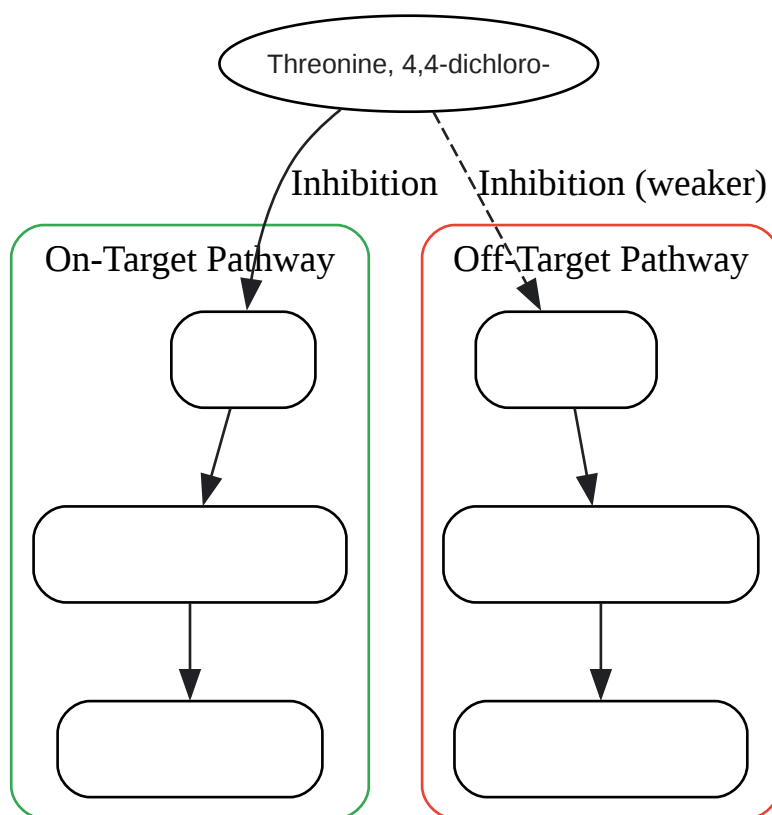 Threonine, 4,4-dichloro-
Inhibition
Inhibition (weaker)
On-Target Pathway
Off-Target Pathway